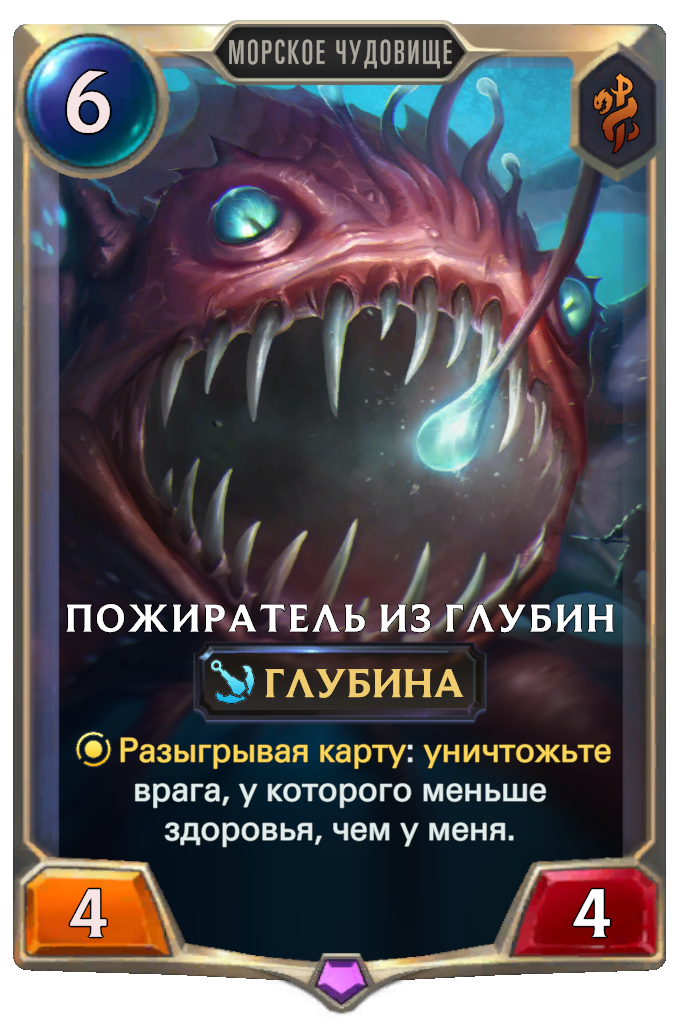 МОРСКОЕ ЧУДОВИЩЕ
6
ПОЖИРАТЕЛЬ ИЗ ГЛУБИН
ГЛУБИНА
Разыгрывая карту: уничтожьте
врага, у которого меньше
здоровья, чем у меня.
4
4